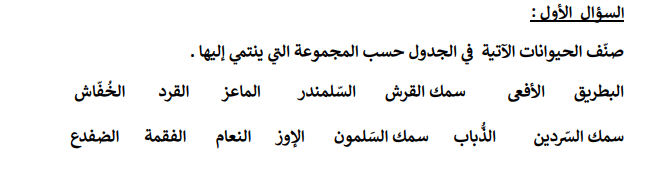 السؤال الأول :
صنّف الحيوانات الآتية في الجدول حسب المجموعة التي ينتمي إليها .
البطريق الأفعى سمك القرش السّلمندر الماعز القرد الخُفّاش
سمك السّردين الذُّباب سمك السَلمون الإوز النعام الفقمة الضفدع